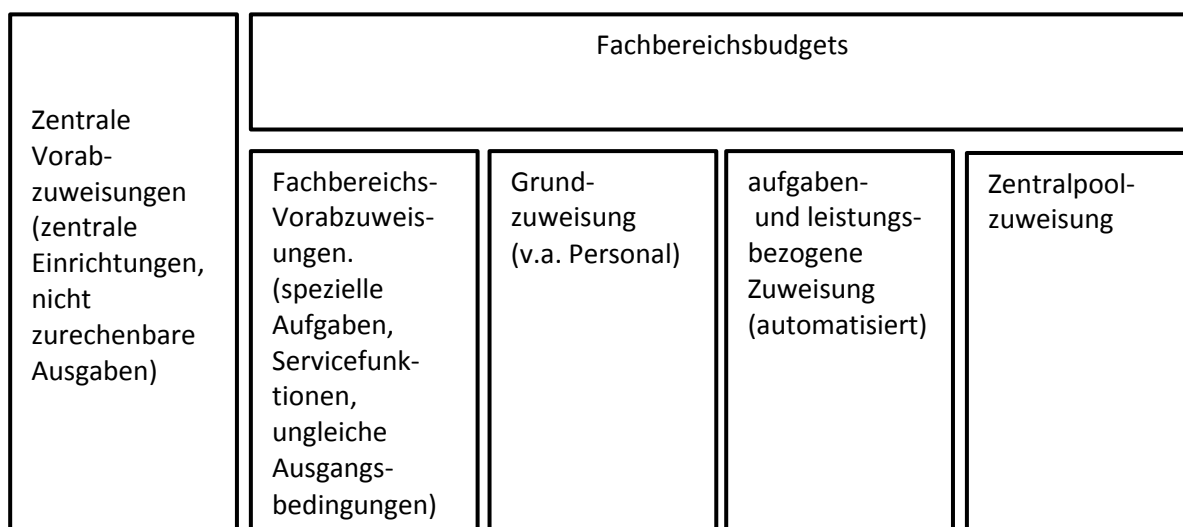 Zentrale
Vorab-
zuweisungen
(zentrale
Einrichtungen,
nicht
zurechenbare
Ausgaben)
Fachbereichsbudgets
Fachbereichs-
Vorabzuweis-
ungen.
(spezielle
Aufgaben,
Servicefunk-
tionen,
ungleiche
Ausgangs-
bedingungen)
Grund-
zuweisung
(v.a. Personal)
aufgaben-
und leistungs-
bezogene
Zuweisung
(automatisiert)
Zentralpool-
zuweisung